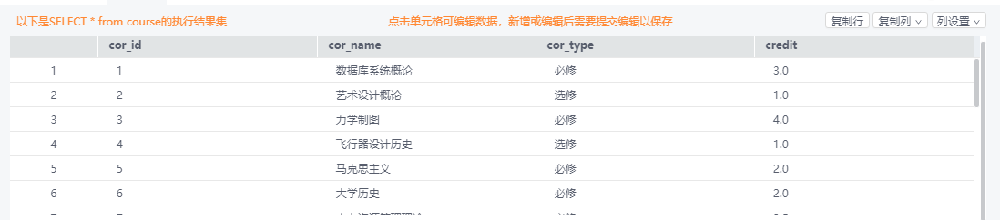 以下是SELECT * from course的执行结果集 点击单元格可编辑数据，新增或编辑后需要提交编辑以保存 复制行 复制列 列设置
cor_id cor_name cor_type credit
1 1 数据库系统概论 必修 3.0
2 2 艺术设计概论 选修 1.0
3 3 力学制图 必修 4.0
4 4 飞行器设计历史 选修 1.0
5 5 马克思主义 必修 2.0
6 6 大学历史 必修 2.0